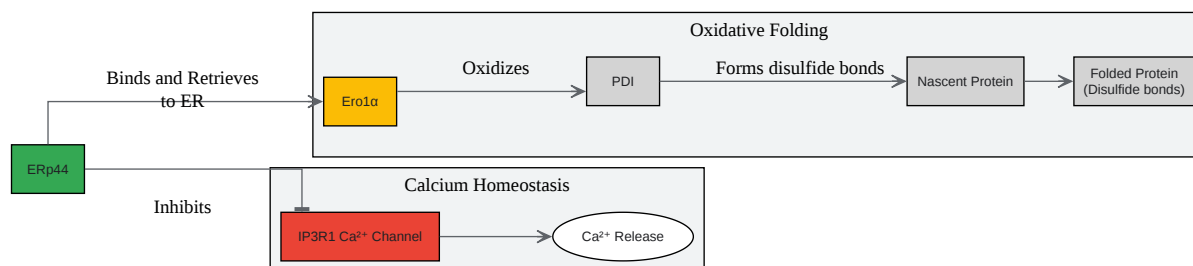 Oxidative Folding
Binds and Retrieves
to ER
Oxidizes
Forms disulfide bonds
Ero1α
PDI
Nascent Protein
Folded Protein
(Disulfide bonds)
ERp44
Inhibits
Calcium Homeostasis
IP3R1 Ca²⁺ Channel
Ca²⁺ Release